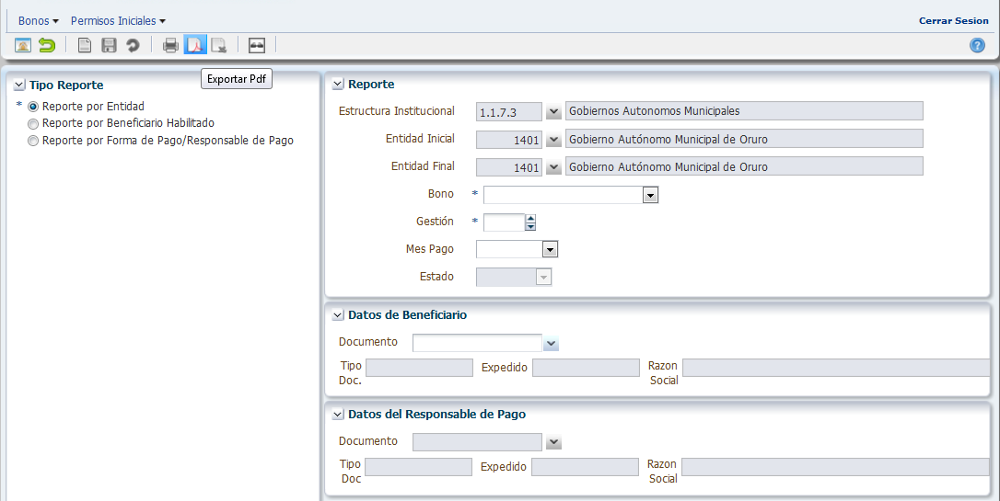 Bonos Permisos Iniciales Cerrar Sesion
Exportar Pdf
Tipo Reporte
* Reporte por Entidad
Reporte por Beneficiario Habilitado
Reporte por Forma de Pago/Responsable de Pago
Reporte
Estructura Institucional 1.1.7.3 Gobiernos Autonomos Municipales
Entidad Inicial 1401 Gobierno Autónomo Municipal de Oruro
Entidad Final 1401 Gobierno Autónomo Municipal de Oruro
Bono *
Gestión *
Mes Pago
Estado
Datos de Beneficiario
Documento
Tipo Doc. Expedido Razon Social
Datos del Responsable de Pago
Documento
Tipo Doc Expedido Razon Social